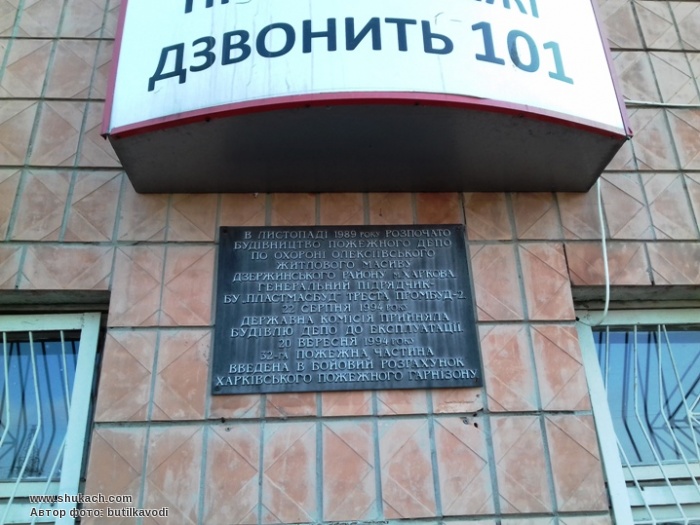 ДЗВОНИТЬ 101
В ЛИСТОПАДІ 1989 РОКУ РОЗПОЧАТО
БУДІВНИЦТВО ПОЖЕЖНОГО ДЕПО
ПО ОХОРОНІ ОЛЕКСІЇВСЬКОГО
ЖИТЛОВОГО МАСИВУ
ДЗЕРЖИНСЬКОГО РАЙОНУ м.ХАРКОВА.
ГЕНЕРАЛЬНИЙ ПІДРЯДЧИК-
БУ „ПЛАСТМАСБУД" ТРЕСТА ПРОМБУД-2.
22 СЕРПНЯ 1994 РОКУ
ДЕРЖАВНА КОМІСІЯ ПРИЙНЯЛА
БУДІВЛЮ ДЕПО ДО ЕКСПЛУАТАЦІЇ.
20 ВЕРЕСНЯ 1994 РОКУ
32-га ПОЖЕЖНА ЧАСТИНА
ВВЕДЕНА В БОЙОВИЙ РОЗРАХУНОК
ХАРКІВСЬКОГО ПОЖЕЖНОГО ГАРНІЗОНУ.
www.shukach.com
Автор фото: butilkavodi